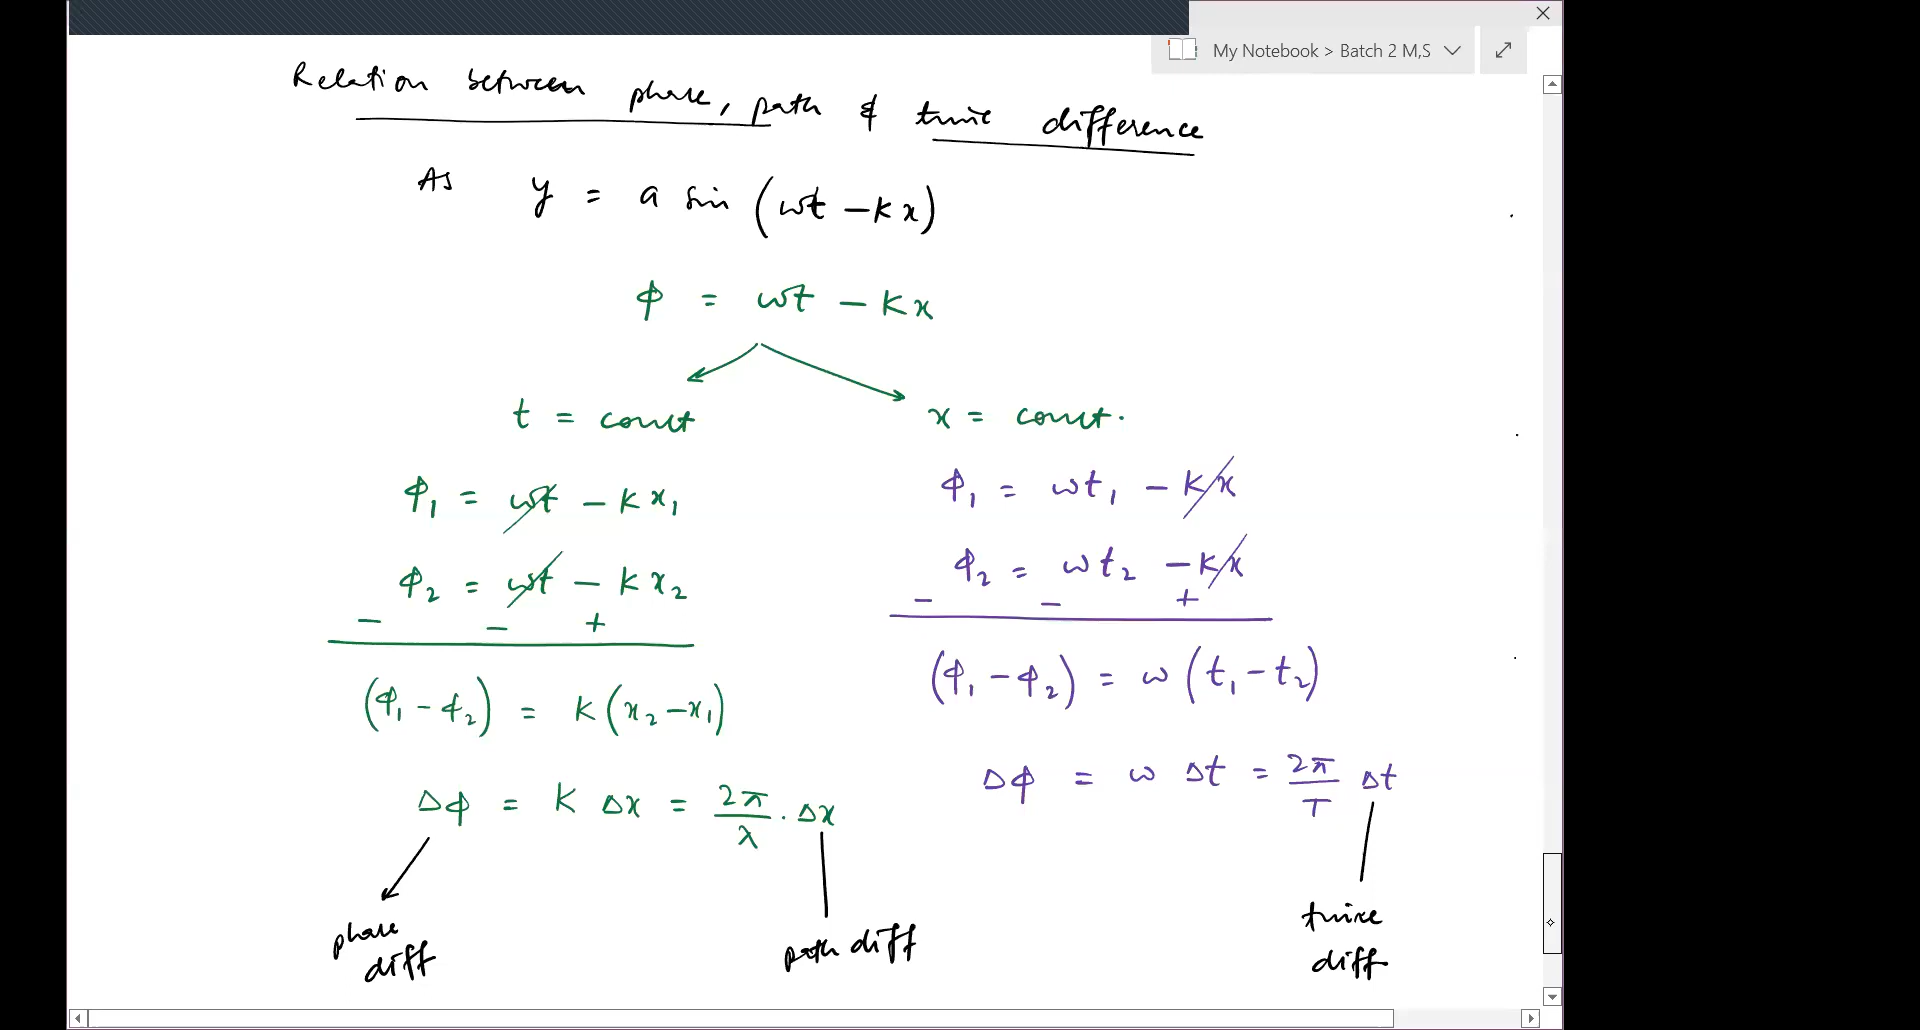 My Notebook > Batch 2 M,S
Relation between phase, path & time difference
As y = a sin (ωt − kx)
ϕ = ωt − kx
t = const
ϕ₁ = ωt − kx₁
ϕ₂ = ωt − kx₂
− − +
(ϕ₁ − ϕ₂) = k(x₂ − x₁)
Δϕ = k Δx = 2π/λ · Δx
phase
diff
path diff
x = const.
ϕ₁ = ωt₁ − kx
ϕ₂ = ωt₂ − kx
− − +
(ϕ₁ − ϕ₂) = ω(t₁ − t₂)
Δϕ = ω Δt = 2π/T Δt
time
diff